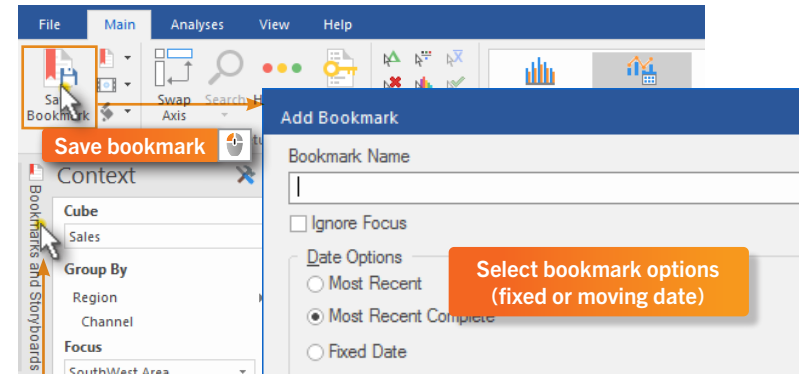 File Main Analyses View Help
Save Bookmark
Swap Axis
Search
Save bookmark
Add Bookmark
Bookmark Name
Ignore Focus
Date Options
Most Recent
Most Recent Complete
Fixed Date
Select bookmark options
(fixed or moving date)
Bookmarks and Storyboards
Context
Cube
Sales
Group By
Region
Channel
Focus
SouthWest Area